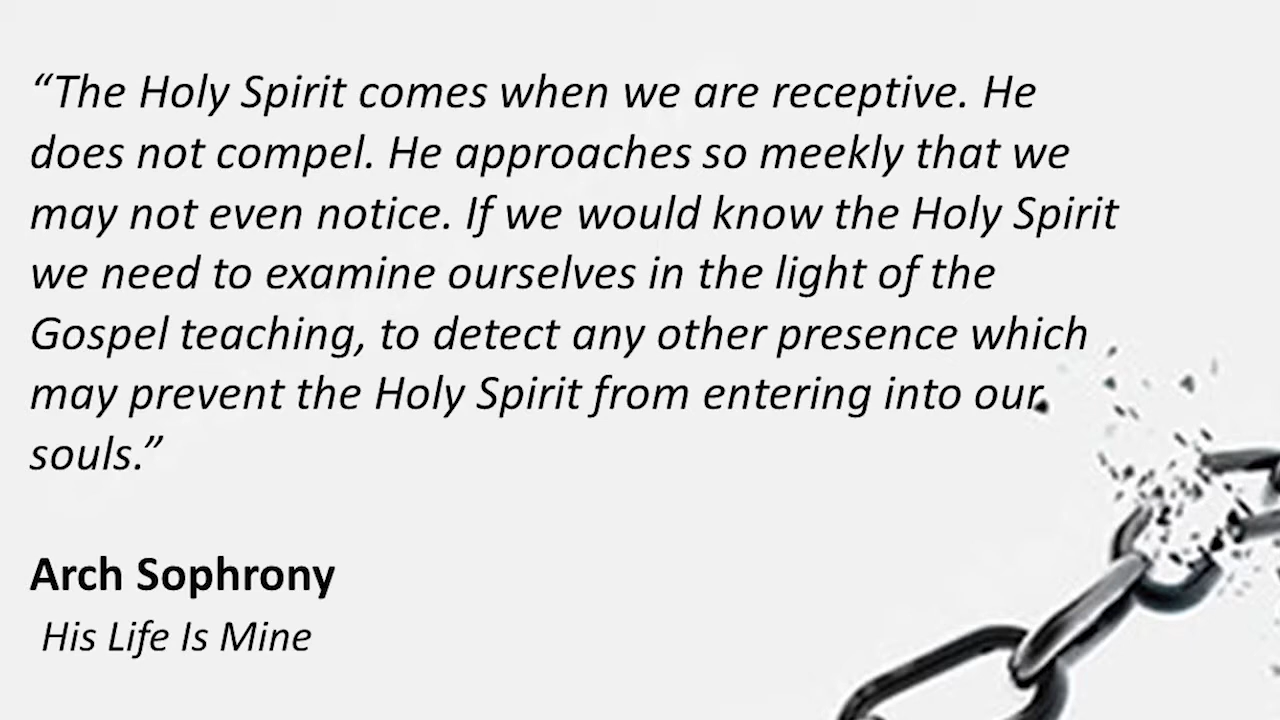 “The Holy Spirit comes when we are receptive. He
does not compel. He approaches so meekly that we
may not even notice. If we would know the Holy Spirit
we need to examine ourselves in the light of the
Gospel teaching, to detect any other presence which
may prevent the Holy Spirit from entering into our
souls.”
Arch Sophrony
His Life Is Mine